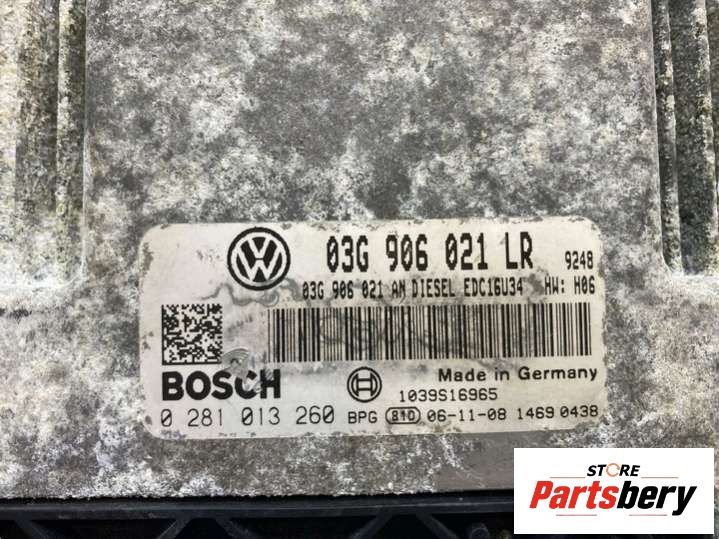 03G 906 021 LR 9248
03G 906 021 AN DIESEL EDC16U34 HW: H06
BOSCH
Made in Germany
1039S16965
0 281 013 260 BPG 810 06-11-08 1469 0438
STORE
Partsbery